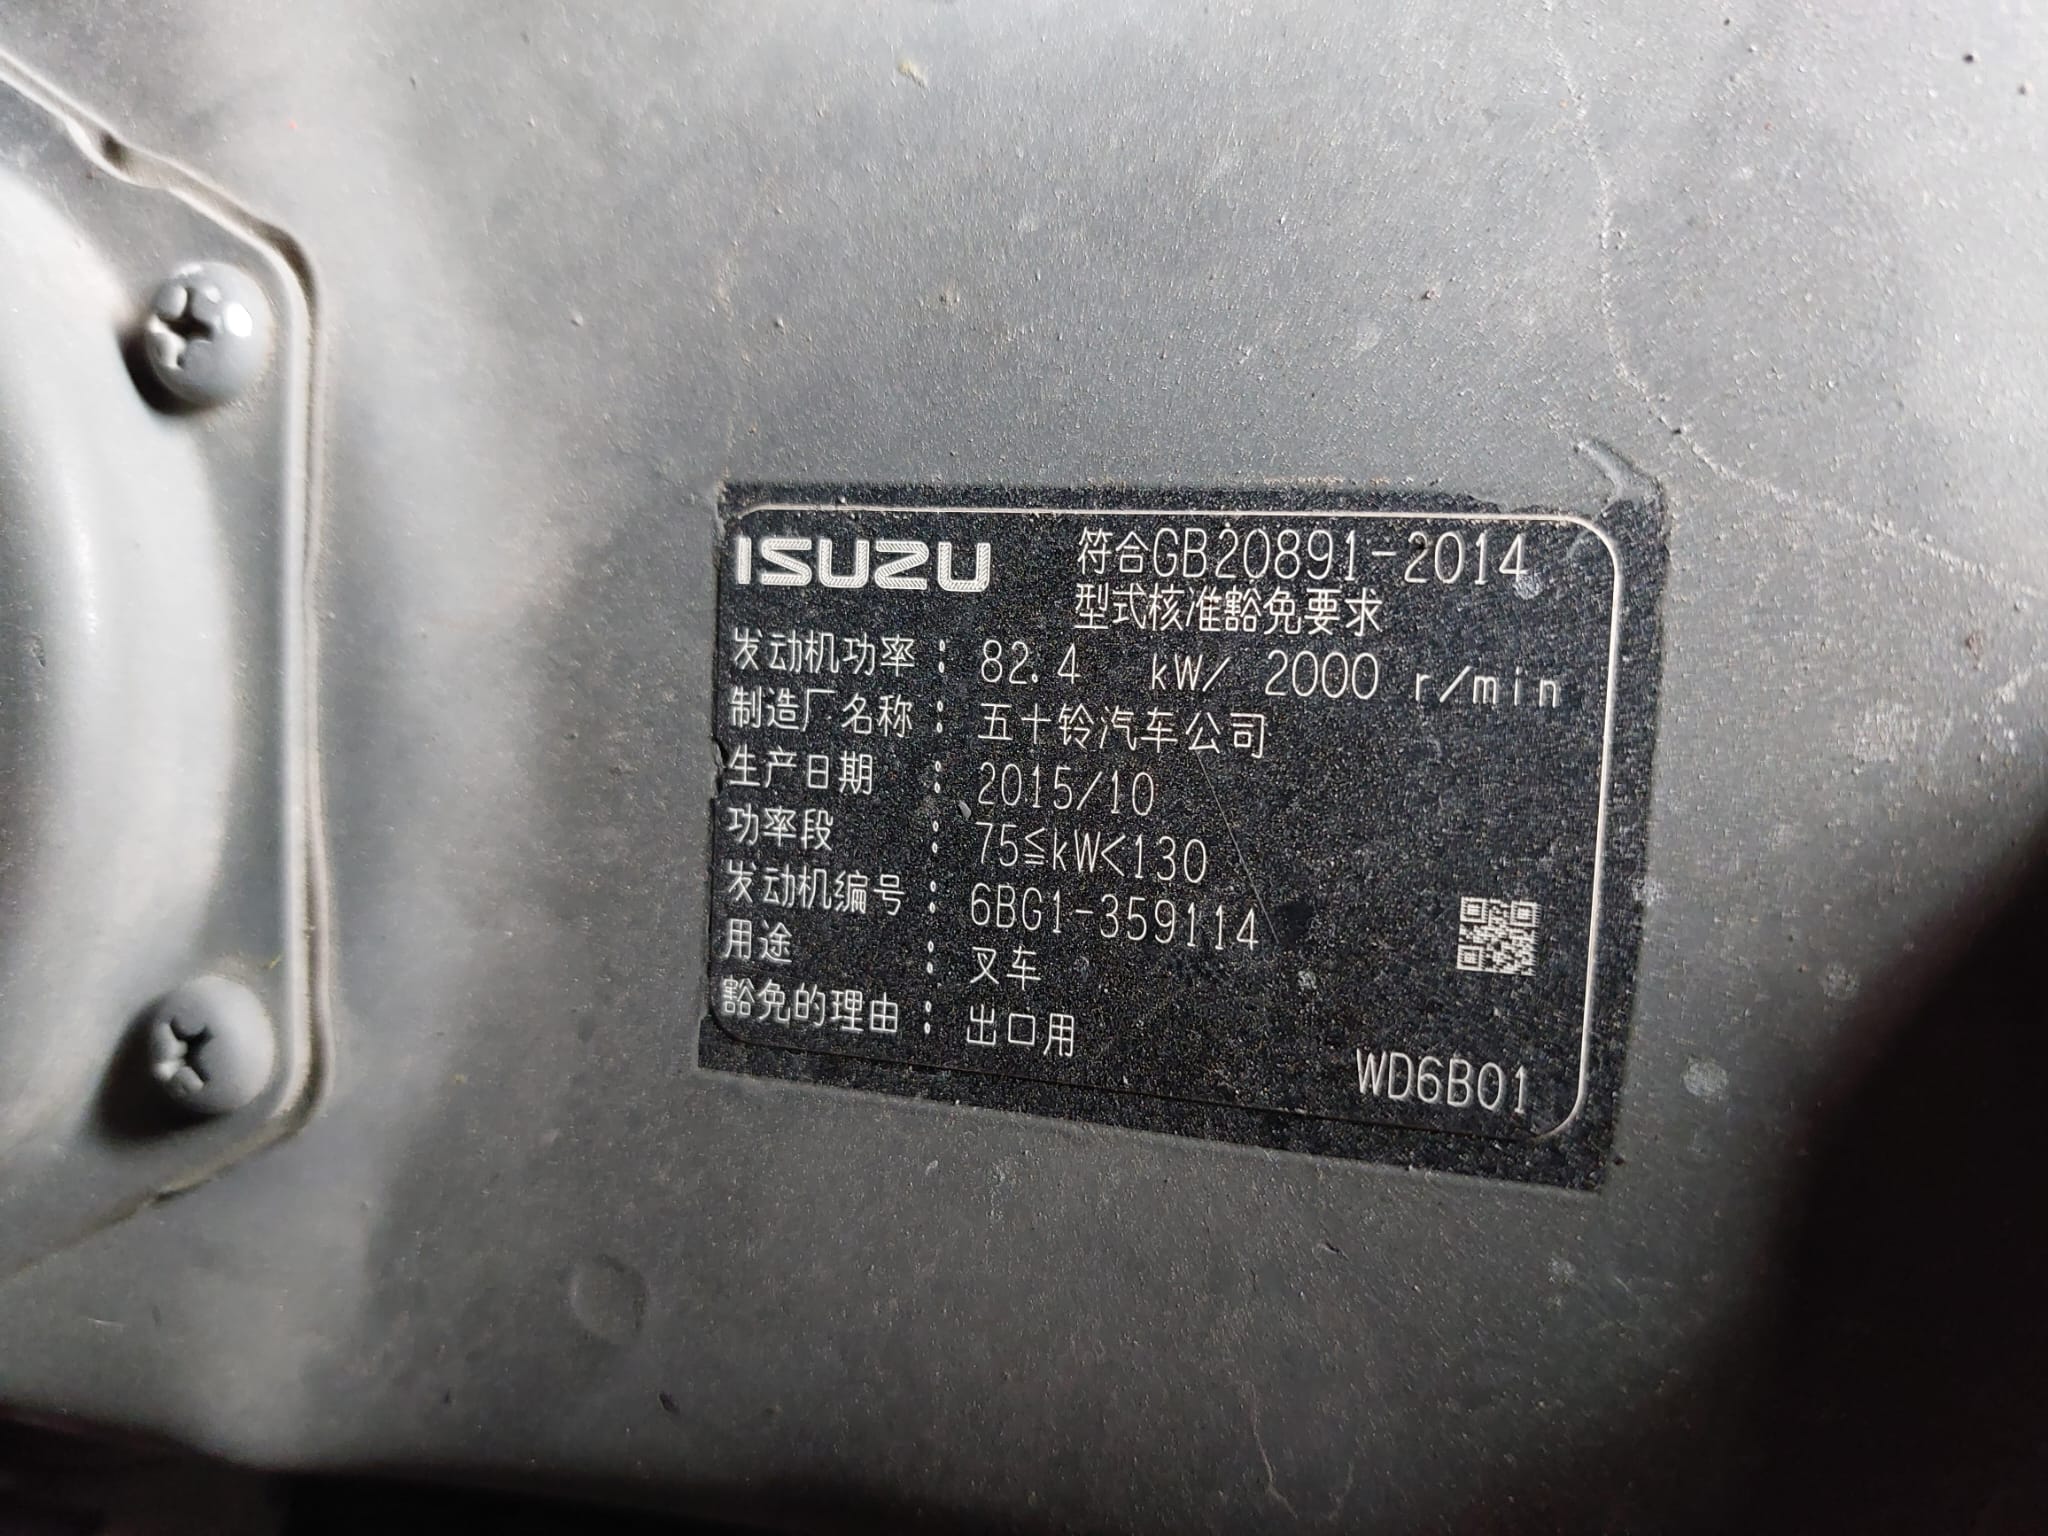 ISUZU
符合GB20891-2014
型式核准豁免要求
发动机功率： 82.4 kW/ 2000 r/min
制造厂名称： 五十铃汽车公司
生产日期 ： 2015/10
功率段 ： 75≦kW<130
发动机编号： 6BG1-359114
用途 ： 叉车
豁免的理由： 出口用
WD6B01